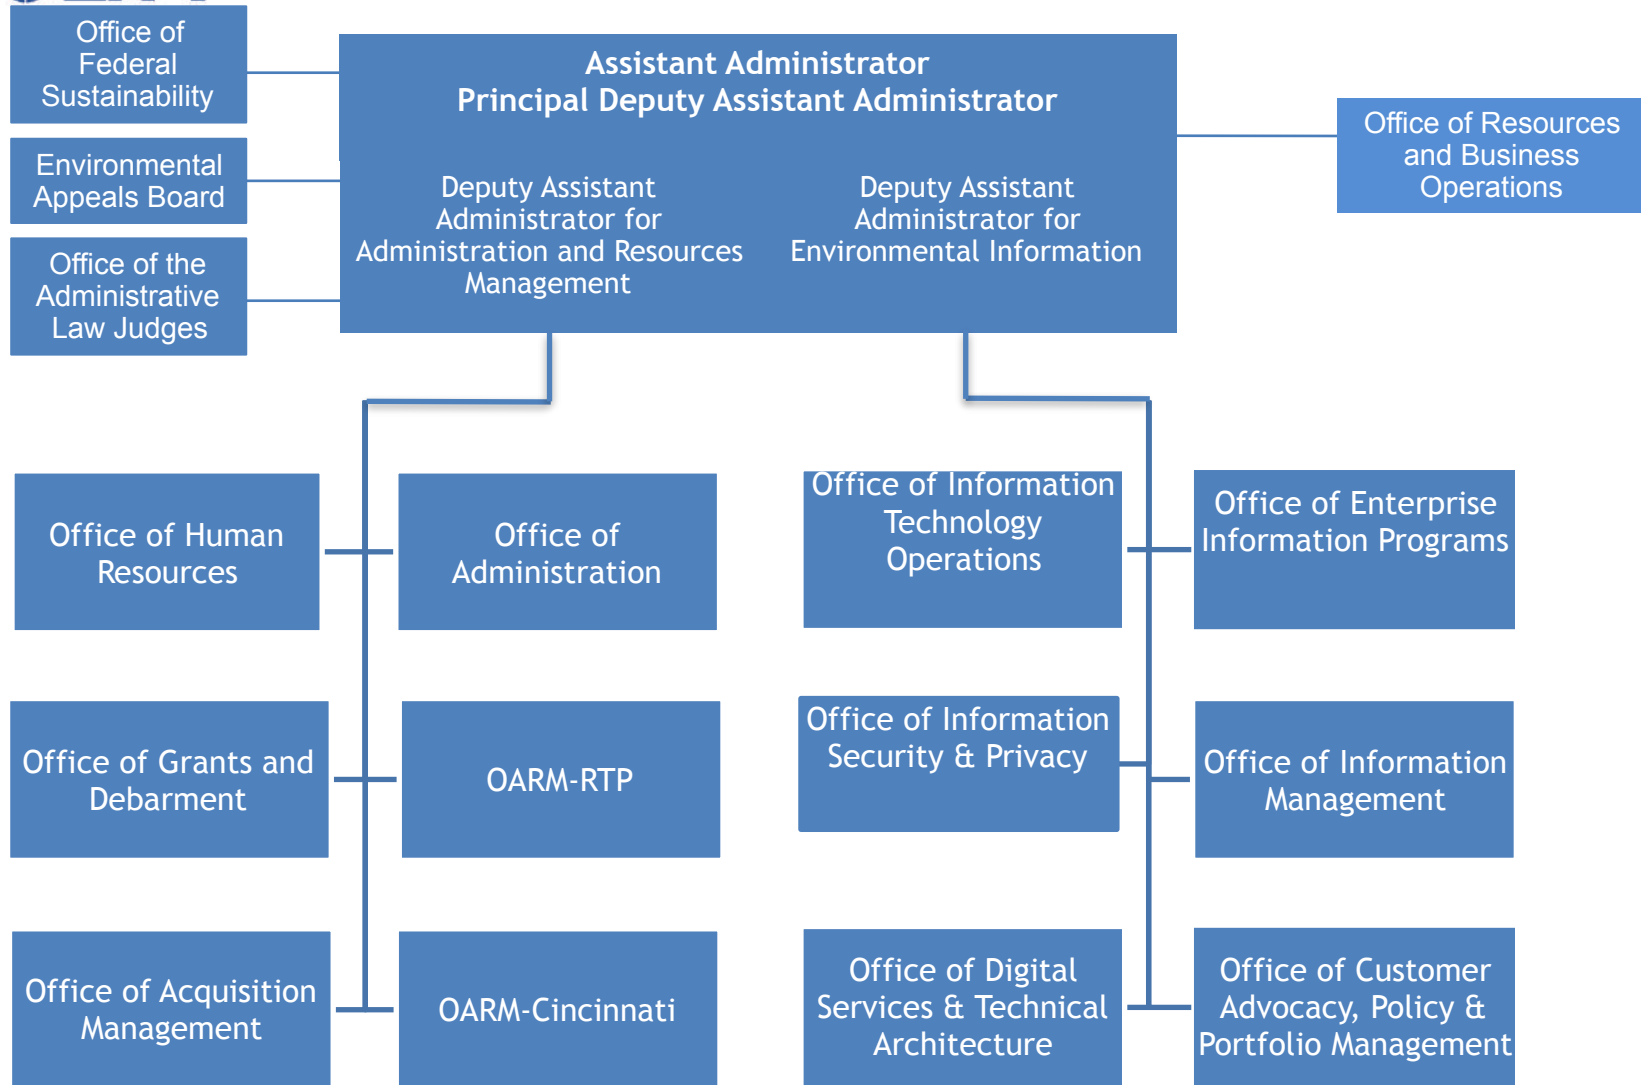 Office of
Federal
Sustainability
Environmental
Appeals Board
Office of the
Administrative
Law Judges
Assistant Administrator
Principal Deputy Assistant Administrator
Deputy Assistant
Administrator for
Administration and Resources
Management
Deputy Assistant
Administrator for
Environmental Information
Office of Resources
and Business
Operations
Office of Human
Resources
Office of
Administration
Office of Information
Technology
Operations
Office of Enterprise
Information Programs
Office of Grants and
Debarment
OARM-RTP
Office of Information
Security & Privacy
Office of Information
Management
Office of Acquisition
Management
OARM-Cincinnati
Office of Digital
Services & Technical
Architecture
Office of Customer
Advocacy, Policy &
Portfolio Management